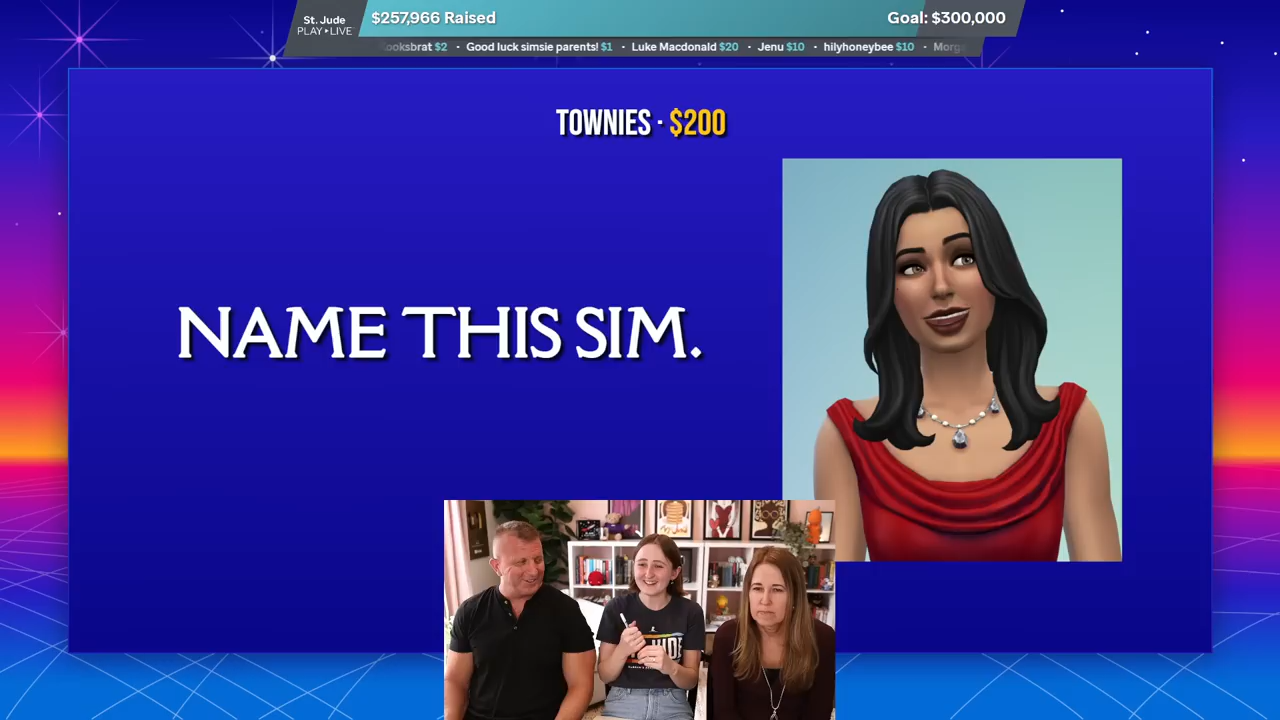 St. Jude
PLAY LIVE
$257,966 Raised
Goal: $300,000
ooksbrat $2 · Good luck simsie parents! $1 · Luke Macdonald $20 · Jenu $10 · hilyhoneybee $10 · Morg
TOWNIES · $200
NAME THIS SIM.